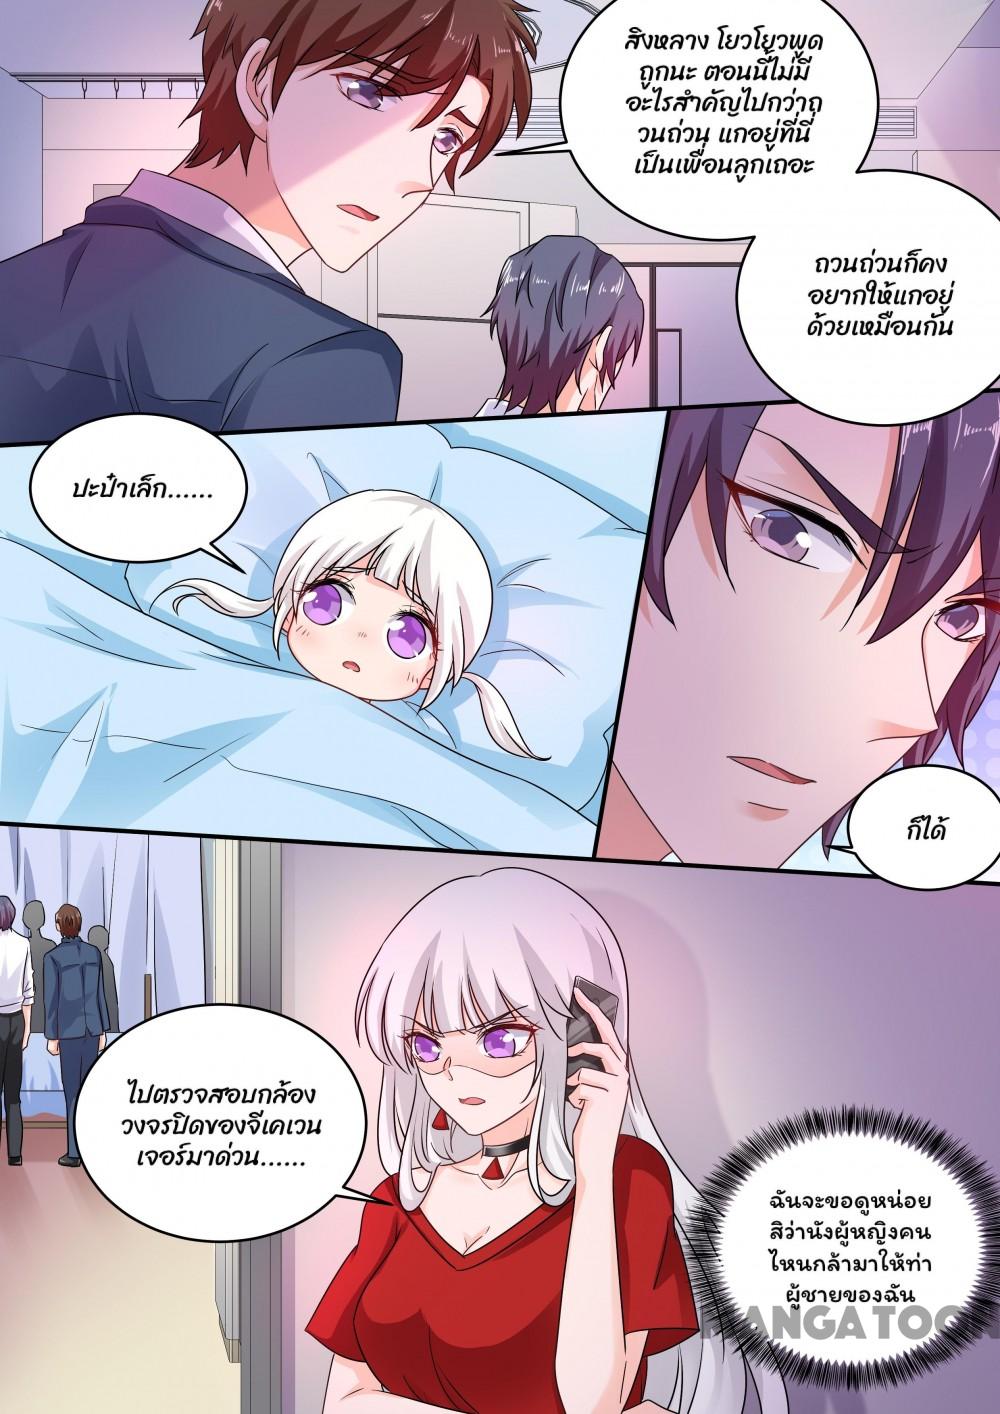 สิงหลาง โยวโยวพูด
ถูกนะ ตอนนี้ไม่มี
อะไรสำคัญไปกว่าถ
วนถ่วน แกอยู่ที่นี่
เป็นเพื่อนลูกเถอะ
ถวนถ่วนก็คง
อยากให้แกอยู่
ด้วยเหมือนกัน
ปะป๋าเล็ก......
ก็ได้
ไปตรวจสอบกล้อง
วงจรปิดของจีเคเวน
เจอร์มาด่วน......
ฉันจะขอดูหน่อย
สิว่านังผู้หญิงคน
ไหนกล้ามาให้ท่า
ผู้ชายของฉัน
MANGATOON